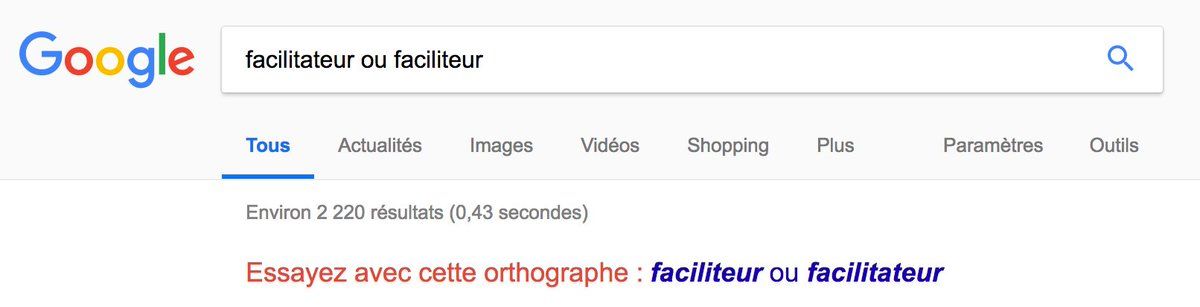 Google
facilitateur ou faciliteur
Tous Actualités Images Vidéos Shopping Plus Paramètres Outils
Environ 2 220 résultats (0,43 secondes)
Essayez avec cette orthographe : faciliteur ou facilitateur